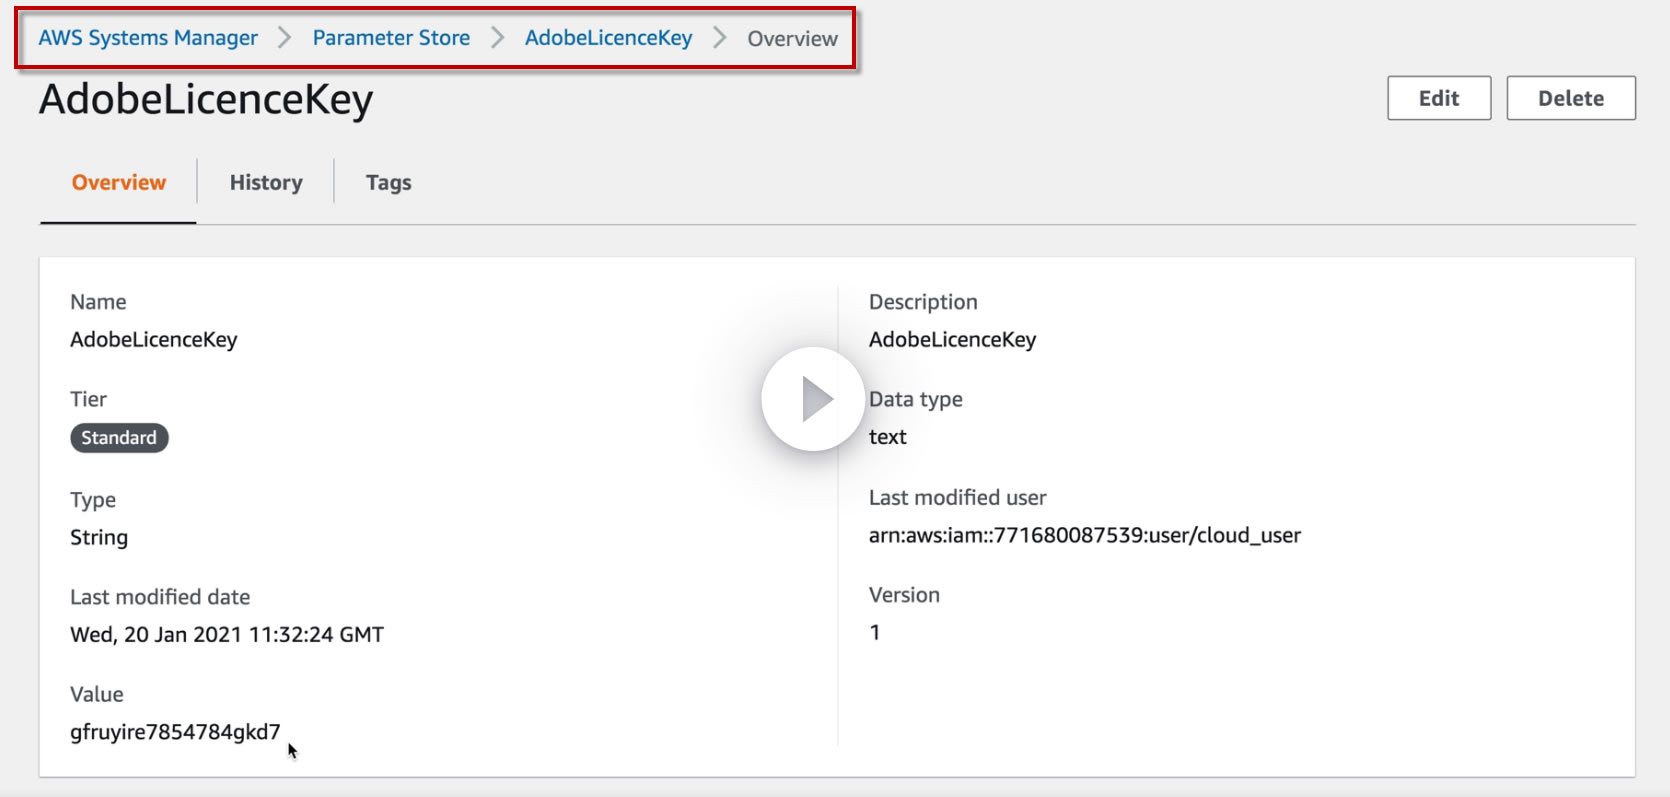 AWS Systems Manager > Parameter Store > AdobeLicenceKey > Overview
AdobeLicenceKey
Edit
Delete
Overview
History
Tags
Name
AdobeLicenceKey
Tier
Standard
Type
String
Last modified date
Wed, 20 Jan 2021 11:32:24 GMT
Value
gfruyire7854784gkd7
Description
AdobeLicenceKey
Data type
text
Last modified user
arn:aws:iam::771680087539:user/cloud_user
Version
1